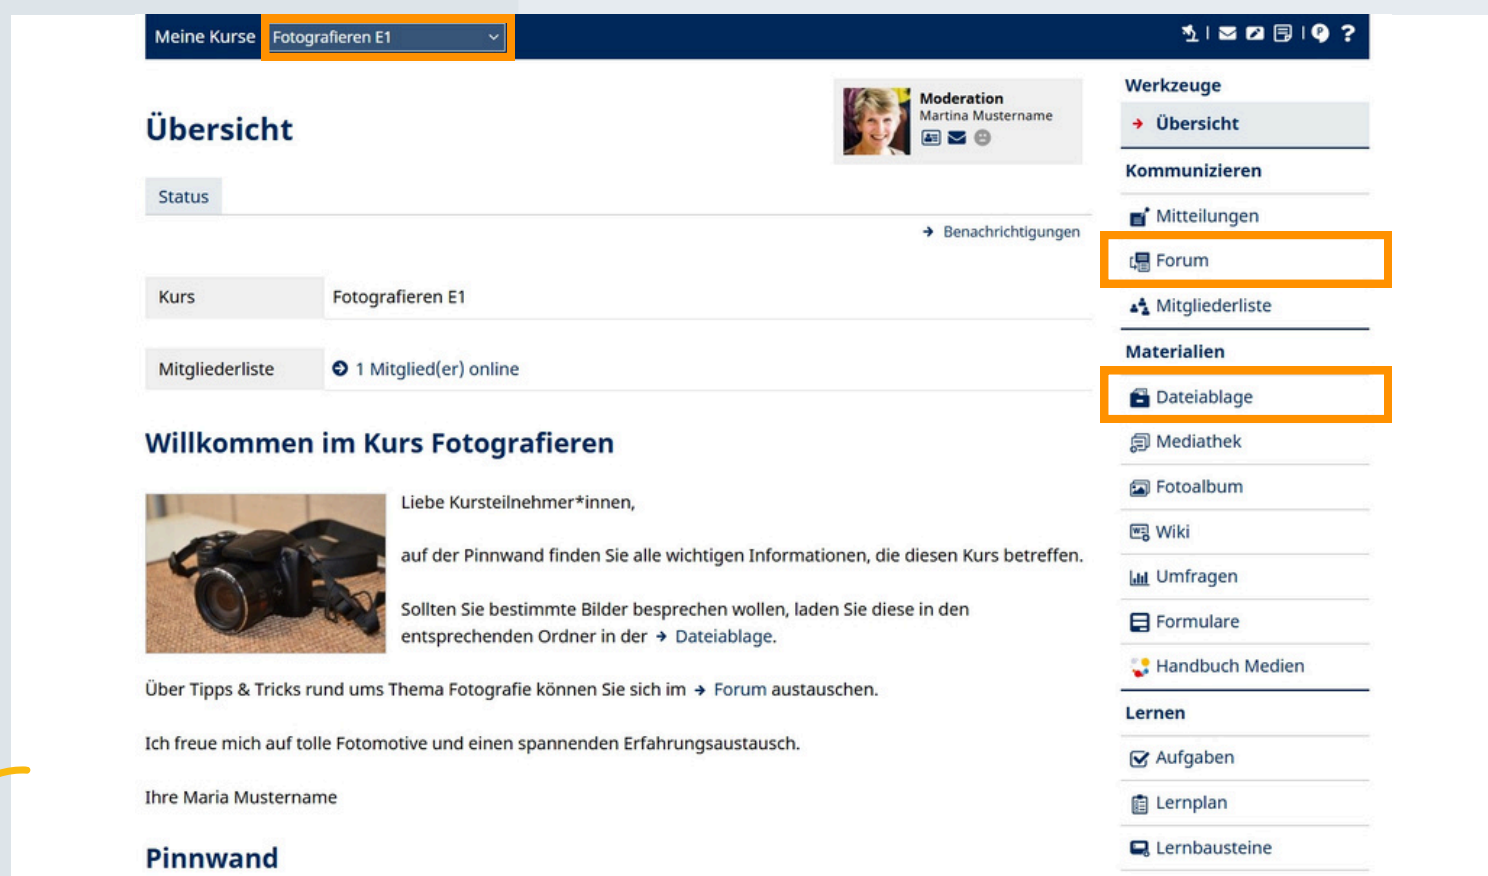 Meine Kurse Fotografieren E1
Übersicht
Moderation
Martina Mustername
Status
Benachrichtigungen
Kurs Fotografieren E1
Mitgliederliste 1 Mitglied(er) online
Willkommen im Kurs Fotografieren
Liebe Kursteilnehmer*innen,
auf der Pinnwand finden Sie alle wichtigen Informationen, die diesen Kurs betreffen.
Sollten Sie bestimmte Bilder besprechen wollen, laden Sie diese in den
entsprechenden Ordner in der → Dateiablage.
Über Tipps & Tricks rund ums Thema Fotografie können Sie sich im → Forum austauschen.
Ich freue mich auf tolle Fotomotive und einen spannenden Erfahrungsaustausch.
Ihre Maria Mustername
Pinnwand
Werkzeuge
Übersicht
Kommunizieren
Mitteilungen
Forum
Mitgliederliste
Materialien
Dateiablage
Mediathek
Fotoalbum
Wiki
Umfragen
Formulare
Handbuch Medien
Lernen
Aufgaben
Lernplan
Lernbausteine